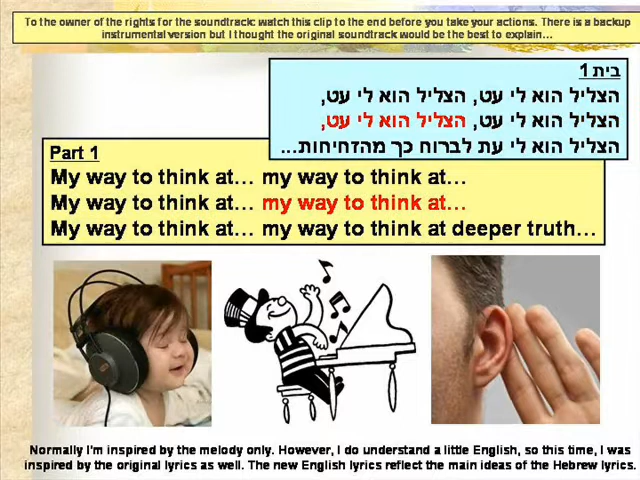 To the owner of the rights for the soundtrack: watch this clip to the end before you take your actions. There is a backup
instrumental version but I thought the original soundtrack would be the best to explain...
בית 1
הצליל הוא לי עט, הצליל הוא לי עט,
הצליל הוא לי עט, הצליל הוא לי עט,
הצליל הוא לי עת לברוח כך מהזחיחות...
Part 1
My way to think at... my way to think at...
My way to think at... my way to think at...
My way to think at... my way to think at deeper truth...
Normally I'm inspired by the melody only. However, I do understand a little English, so this time, I was
inspired by the original lyrics as well. The new English lyrics reflect the main ideas of the Hebrew lyrics.